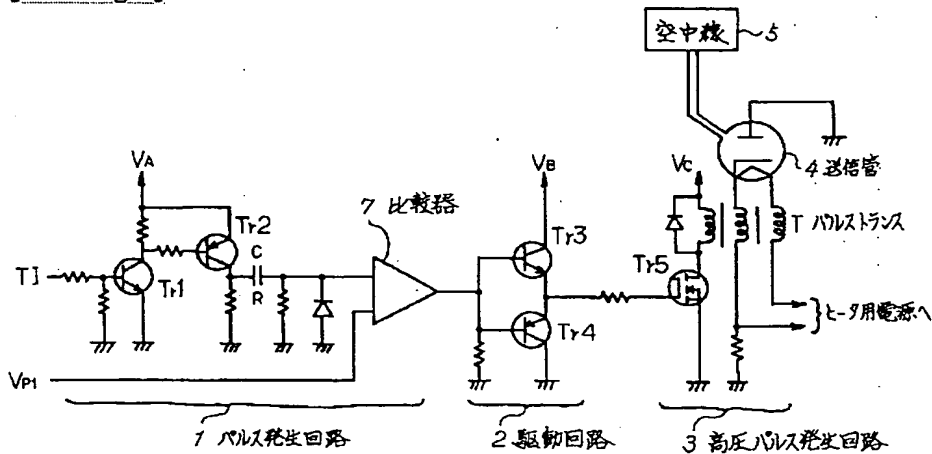 空中線 5
VA
7 比較器
VB
VC
4 送信管
Tr2
C
R
Tr1
TI
Tr3
Tr4
Tr5
T パルストランス
ヒータ用電源へ
VP1
1 パルス発生回路
2 駆動回路
3 高圧パルス発生回路